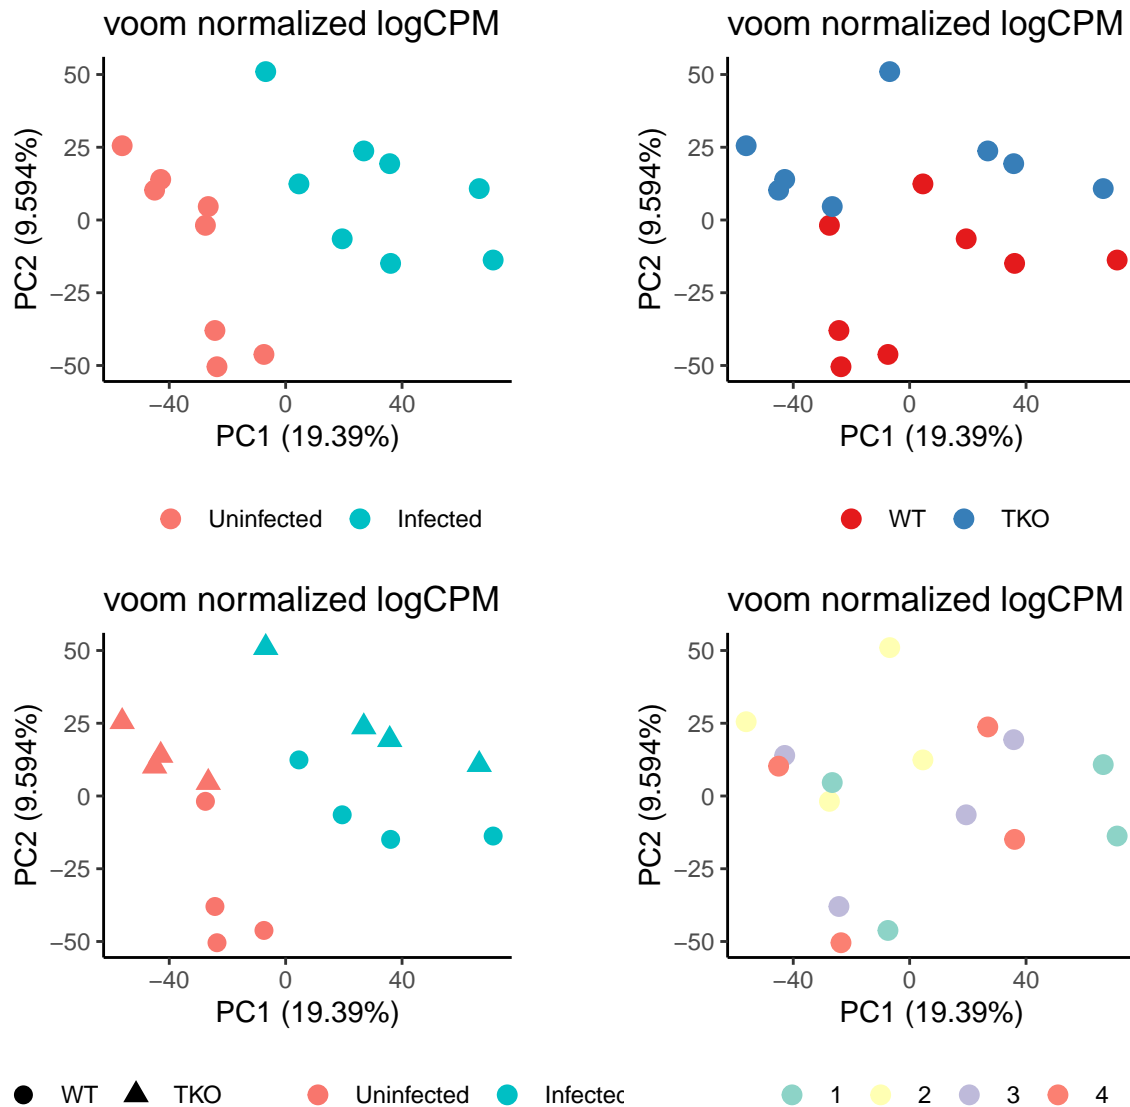 voom normalized logCPM
voom normalized logCPM
PC2 (9.594%)
50
25
0
−25
−50
−40
0
40
PC1 (19.39%)
Uninfected
Infected
PC2 (9.594%)
50
25
0
−25
−50
−40
0
40
PC1 (19.39%)
WT
TKO
voom normalized logCPM
voom normalized logCPM
PC2 (9.594%)
50
25
0
−25
−50
−40
0
40
PC1 (19.39%)
WT
TKO
Uninfected
Infected
PC2 (9.594%)
50
25
0
−25
−50
−40
0
40
PC1 (19.39%)
1
2
3
4